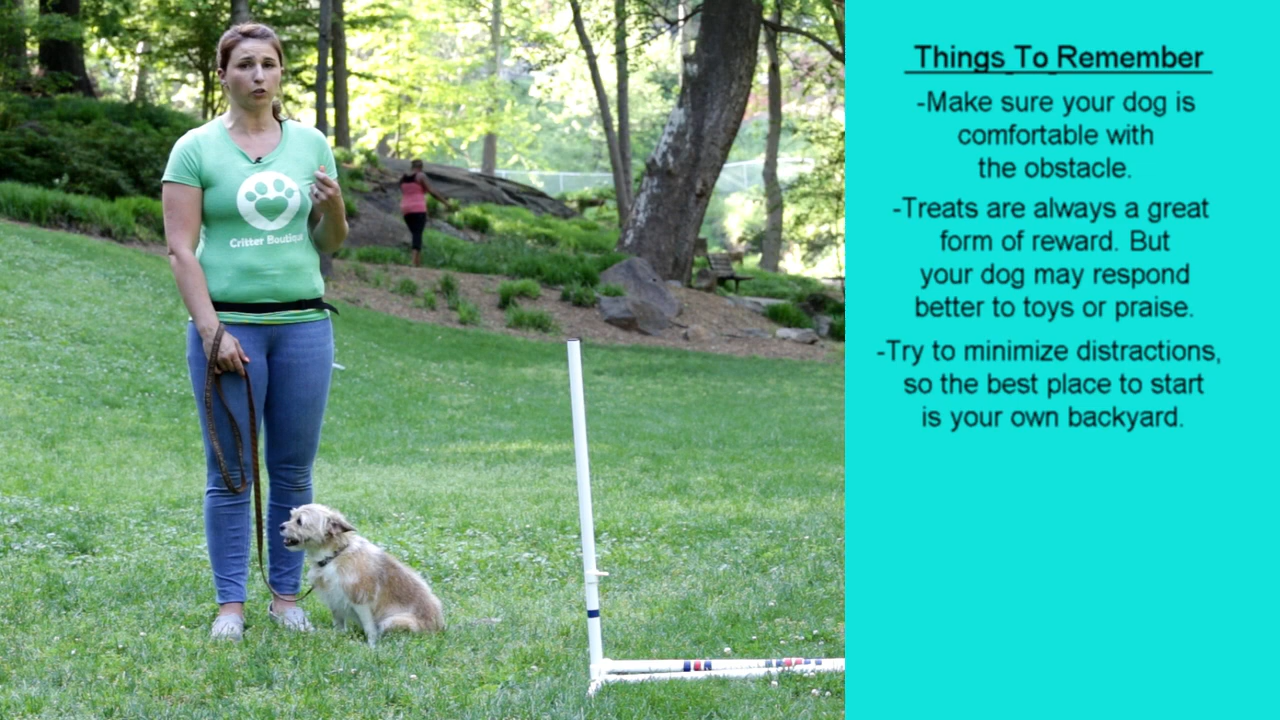 Critter Boutique
Things To Remember
-Make sure your dog is
comfortable with
the obstacle.
-Treats are always a great
form of reward. But
your dog may respond
better to toys or praise.
-Try to minimize distractions,
so the best place to start
is your own backyard.